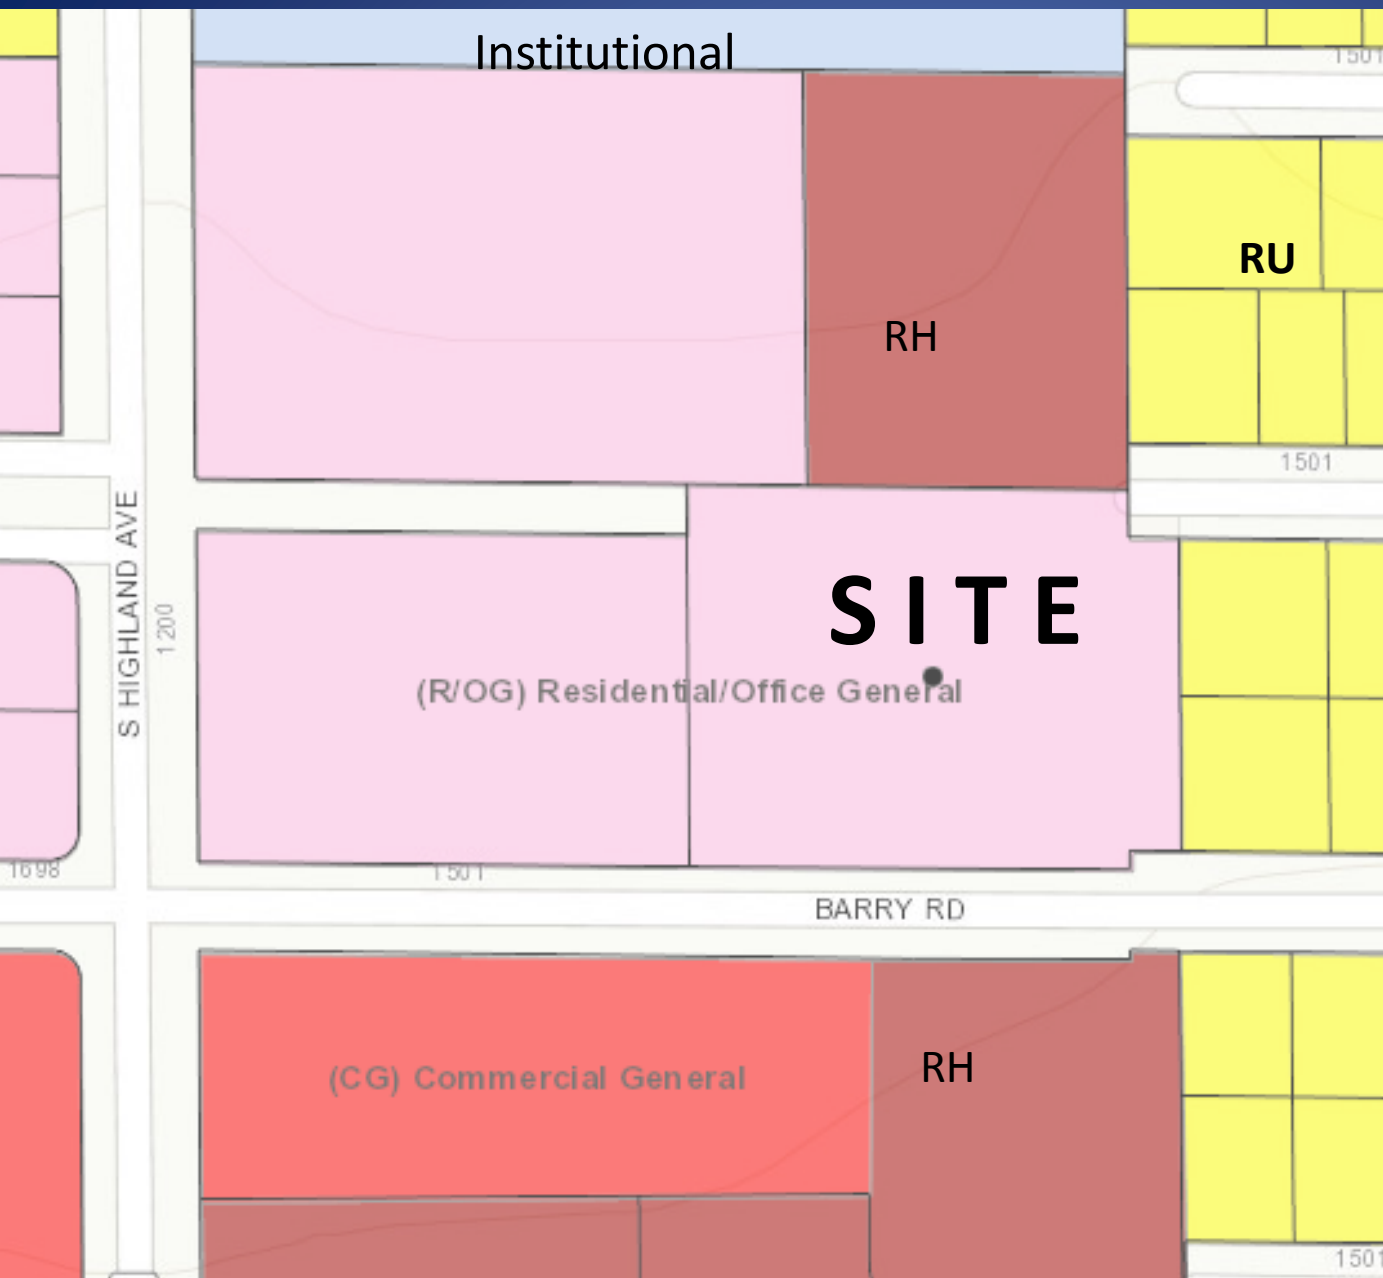 Institutional
1501
RU
RH
1501
S HIGHLAND AVE
1200
S I T E
(R/OG) Residential/Office General
1698
1501
BARRY RD
(CG) Commercial General
RH
1501